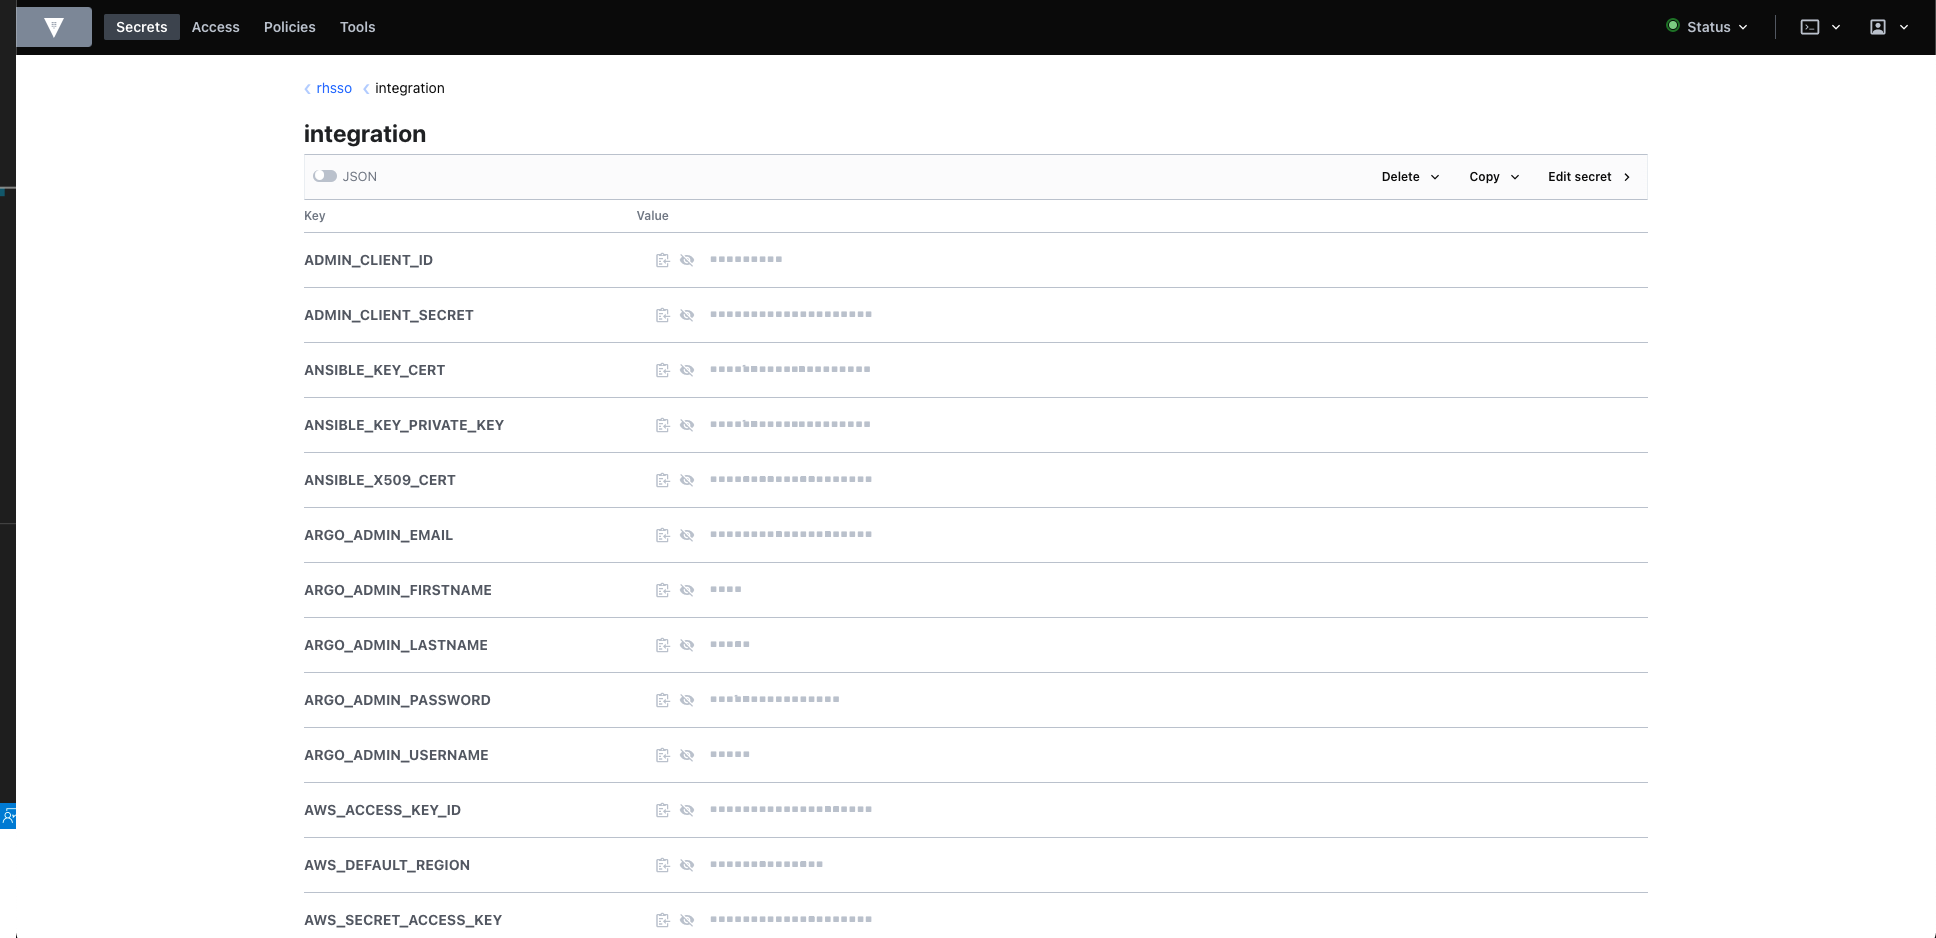 Secrets Access Policies Tools Status
rhsso integration
integration
JSON Delete Copy Edit secret
Key Value
ADMIN_CLIENT_ID
ADMIN_CLIENT_SECRET
ANSIBLE_KEY_CERT
ANSIBLE_KEY_PRIVATE_KEY
ANSIBLE_X509_CERT
ARGO_ADMIN_EMAIL
ARGO_ADMIN_FIRSTNAME
ARGO_ADMIN_LASTNAME
ARGO_ADMIN_PASSWORD
ARGO_ADMIN_USERNAME
AWS_ACCESS_KEY_ID
AWS_DEFAULT_REGION
AWS_SECRET_ACCESS_KEY